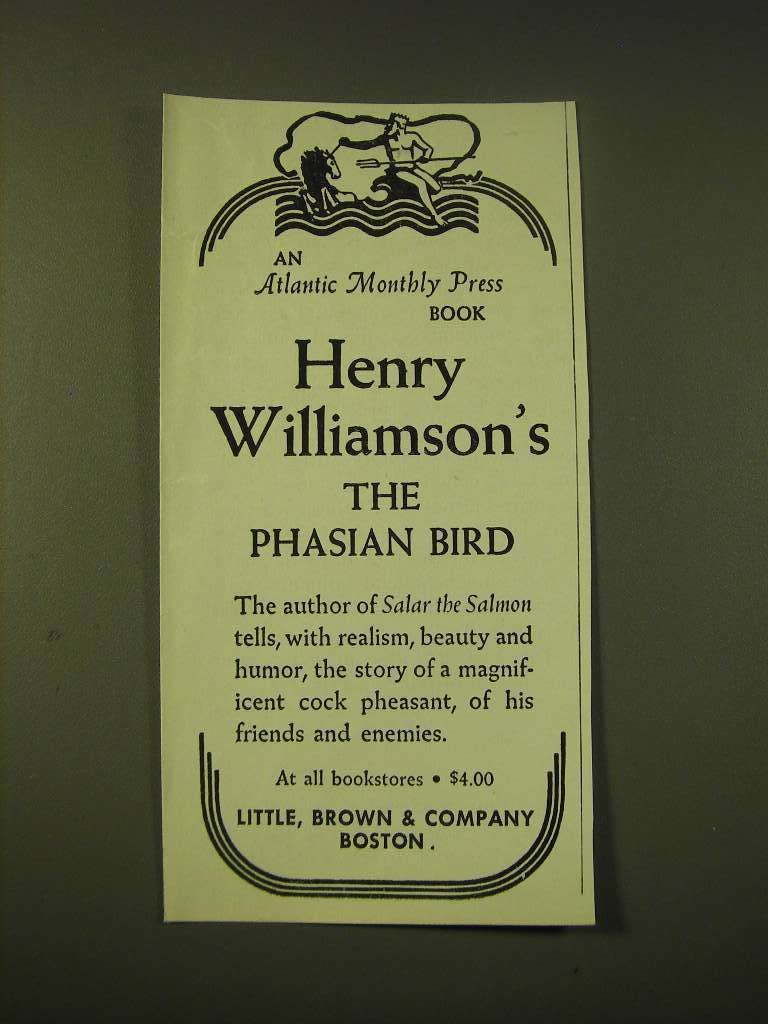 AN
Atlantic Monthly Press
BOOK
Henry
Williamson's
THE
PHASIAN BIRD
The author of Salar the Salmon
tells, with realism, beauty and
humor, the story of a magnif-
icent cock pheasant, of his
friends and enemies.
At all bookstores • $4.00
LITTLE, BROWN & COMPANY
BOSTON.